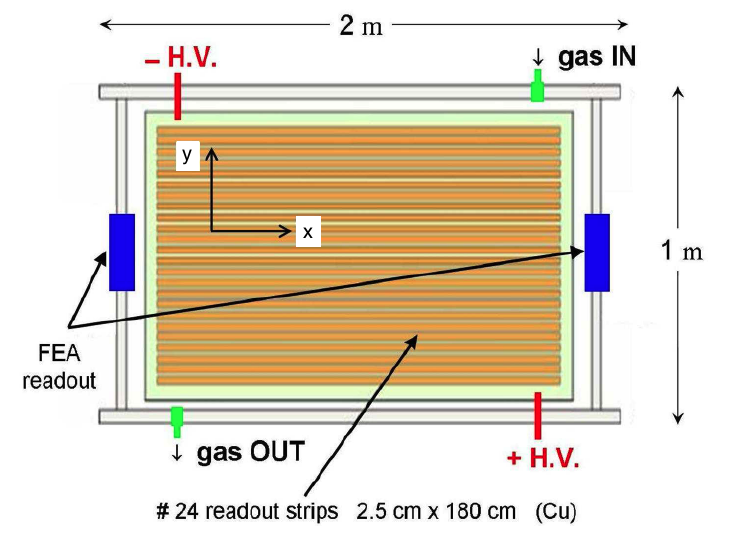 2 m
– H.V.
↓ gas IN
y
x
1 m
FEA
readout
↓ gas OUT
+ H.V.
# 24 readout strips 2.5 cm x 180 cm (Cu)